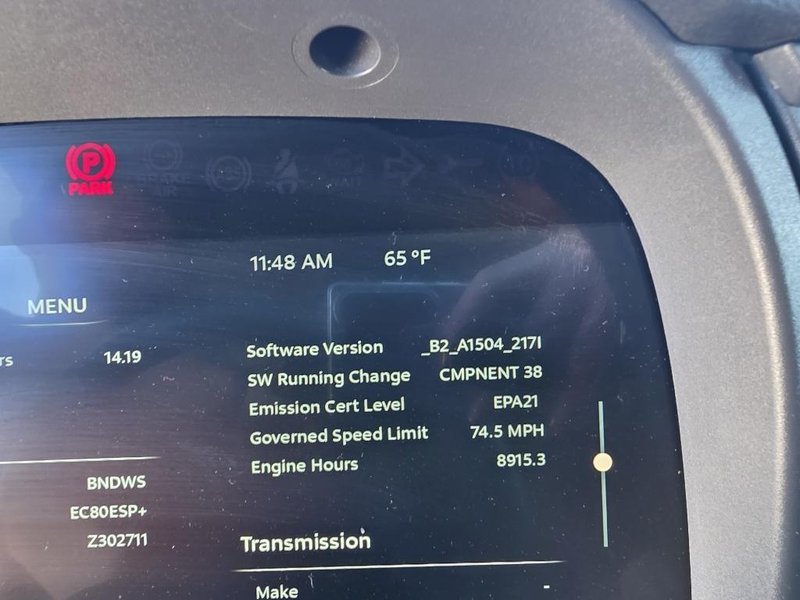 PARK
11:48 AM 65 °F
MENU
rs 14.19
Software Version _B2_A1504_217I
SW Running Change CMPNENT 38
Emission Cert Level EPA21
Governed Speed Limit 74.5 MPH
Engine Hours 8915.3
BNDWS
EC80ESP+
Z302711
Transmission
Make -